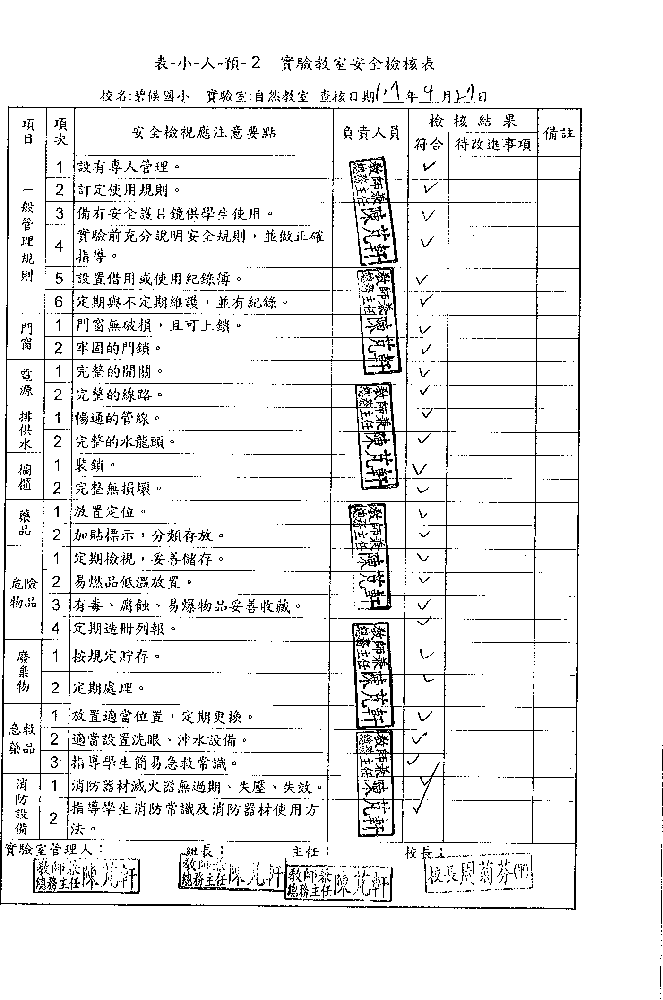 表-小-人-預-2 實驗教室安全檢核表
校名:碧候國小 實驗室:自然教室 查核日期107年4月27日
項目 項次 安全檢視應注意要點 負責人員 檢核結果 備註
符合 待改進事項
一般管理規則
1 設有專人管理。 ✓
2 訂定使用規則。 ✓
3 備有安全護目鏡供學生使用。 ✓
4 實驗前充分說明安全規則，並做正確
指導。 ✓
5 設置借用或使用紀錄簿。 ✓
6 定期與不定期維護，並有紀錄。 ✓
門窗
1 門窗無破損，且可上鎖。 ✓
2 牢固的門鎖。 ✓
電源
1 完整的開關。 ✓
2 完整的線路。 ✓
排供水
1 暢通的管線。 ✓
2 完整的水龍頭。 ✓
櫥櫃
1 裝鎖。 ✓
2 完整無損壞。 ✓
藥品
1 放置定位。 ✓
2 加貼標示，分類存放。 ✓
危險物品
1 定期檢視，妥善儲存。 ✓
2 易燃品低溫放置。 ✓
3 有毒、腐蝕、易爆物品妥善收藏。 ✓
4 定期造冊列報。 ✓
廢棄物
1 按規定貯存。 ✓
2 定期處理。 ✓
急救藥品
1 放置適當位置，定期更換。 ✓
2 適當設置洗眼、沖水設備。 ✓
3 指導學生簡易急救常識。 ✓
消防設備
1 消防器材滅火器無過期、失壓、失效。 ✓
2 指導學生消防常識及消防器材使用方
法。 ✓
教師兼總務主任陳芃軒
教師兼總務主任陳芃軒
教師兼總務主任陳芃軒
教師兼總務主任陳芃軒
教師兼總務主任陳芃軒
教師兼總務主任陳芃軒
實驗室管理人： 組長： 主任： 校長：
教師兼總務主任陳芃軒 教師兼總務主任陳芃軒 教師兼總務主任陳芃軒 校長周菊芬(甲)